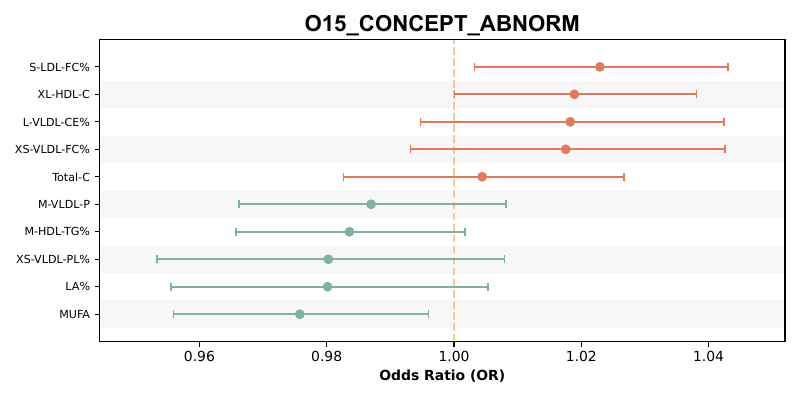 O15_CONCEPT_ABNORM
S-LDL-FC%
XL-HDL-C
L-VLDL-CE%
XS-VLDL-FC%
Total-C
M-VLDL-P
M-HDL-TG%
XS-VLDL-PL%
LA%
MUFA
0.96 0.98 1.00 1.02 1.04
Odds Ratio (OR)